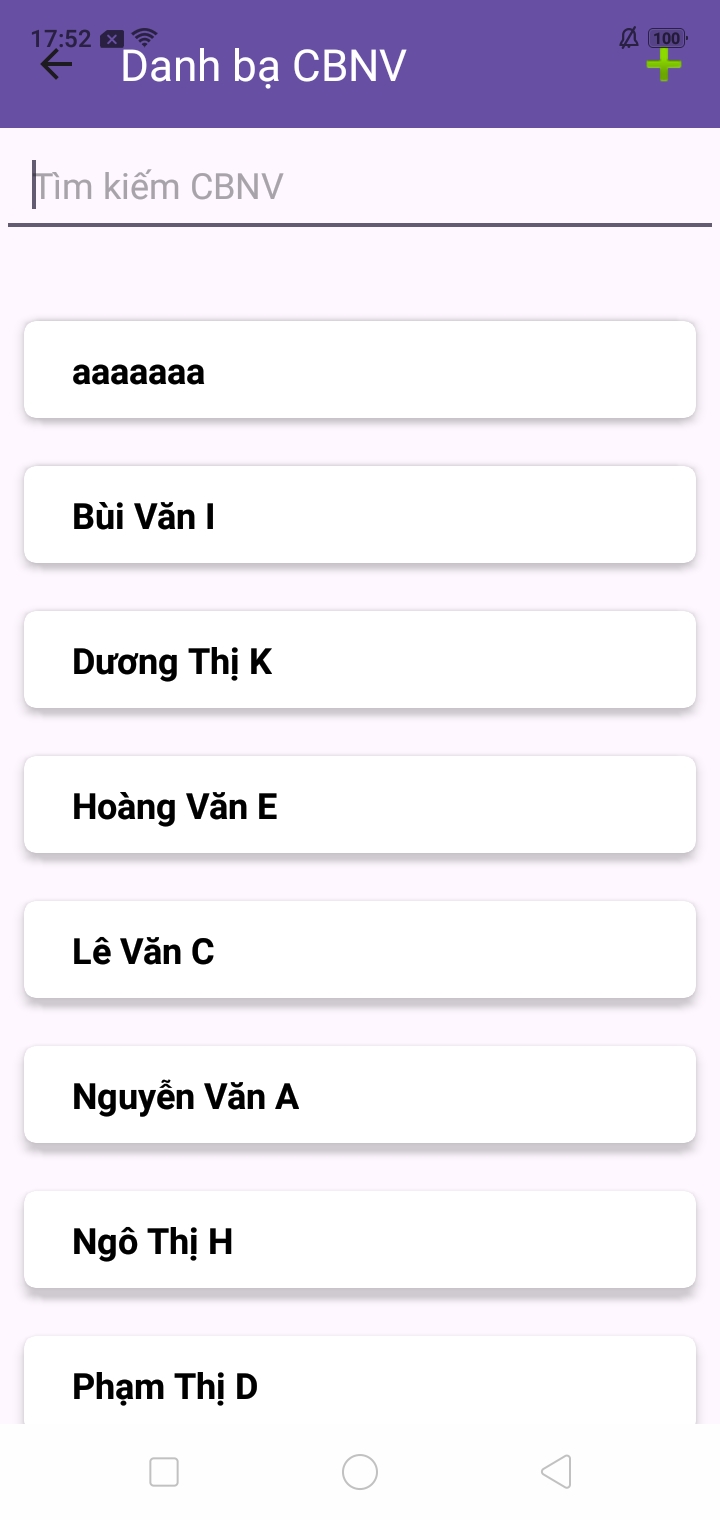 17:52 100
Danh bạ CBNV
Tìm kiếm CBNV
aaaaaaa
Bùi Văn I
Dương Thị K
Hoàng Văn E
Lê Văn C
Nguyễn Văn A
Ngô Thị H
Phạm Thị D